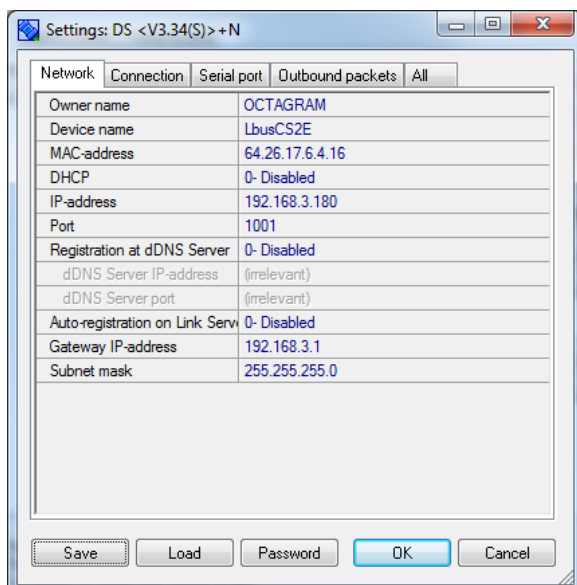 Settings: DS <V3.34(S)>+N
Network Connection Serial port Outbound packets All
Owner name OCTAGRAM
Device name LbusCS2E
MAC-address 64.26.17.6.4.16
DHCP 0- Disabled
IP-address 192.168.3.180
Port 1001
Registration at dDNS Server 0- Disabled
dDNS Server IP-address (irrelevant)
dDNS Server port (irrelevant)
Auto-registration on Link Serv 0- Disabled
Gateway IP-address 192.168.3.1
Subnet mask 255.255.255.0
Save Load Password OK Cancel